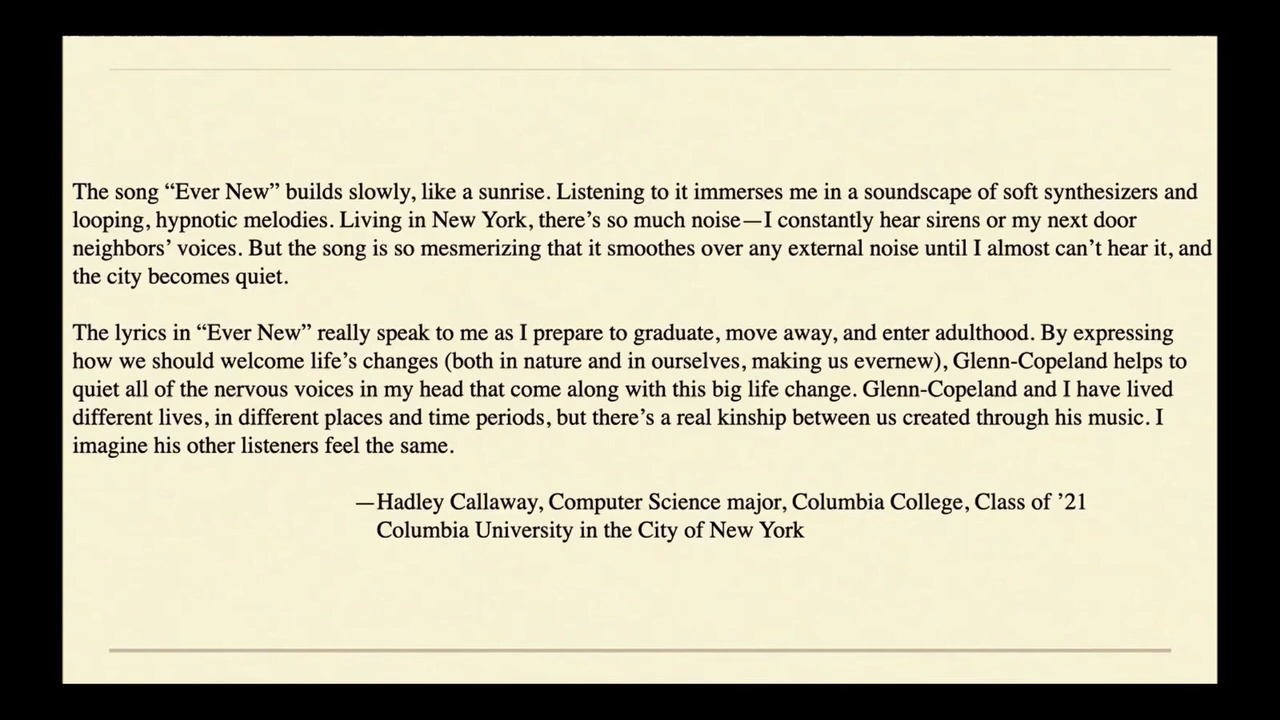 The song “Ever New” builds slowly, like a sunrise. Listening to it immerses me in a soundscape of soft synthesizers and
looping, hypnotic melodies. Living in New York, there’s so much noise—I constantly hear sirens or my next door
neighbors’ voices. But the song is so mesmerizing that it smoothes over any external noise until I almost can’t hear it, and
the city becomes quiet.
The lyrics in “Ever New” really speak to me as I prepare to graduate, move away, and enter adulthood. By expressing
how we should welcome life’s changes (both in nature and in ourselves, making us evernew), Glenn-Copeland helps to
quiet all of the nervous voices in my head that come along with this big life change. Glenn-Copeland and I have lived
different lives, in different places and time periods, but there’s a real kinship between us created through his music. I
imagine his other listeners feel the same.
—Hadley Callaway, Computer Science major, Columbia College, Class of ’21
Columbia University in the City of New York